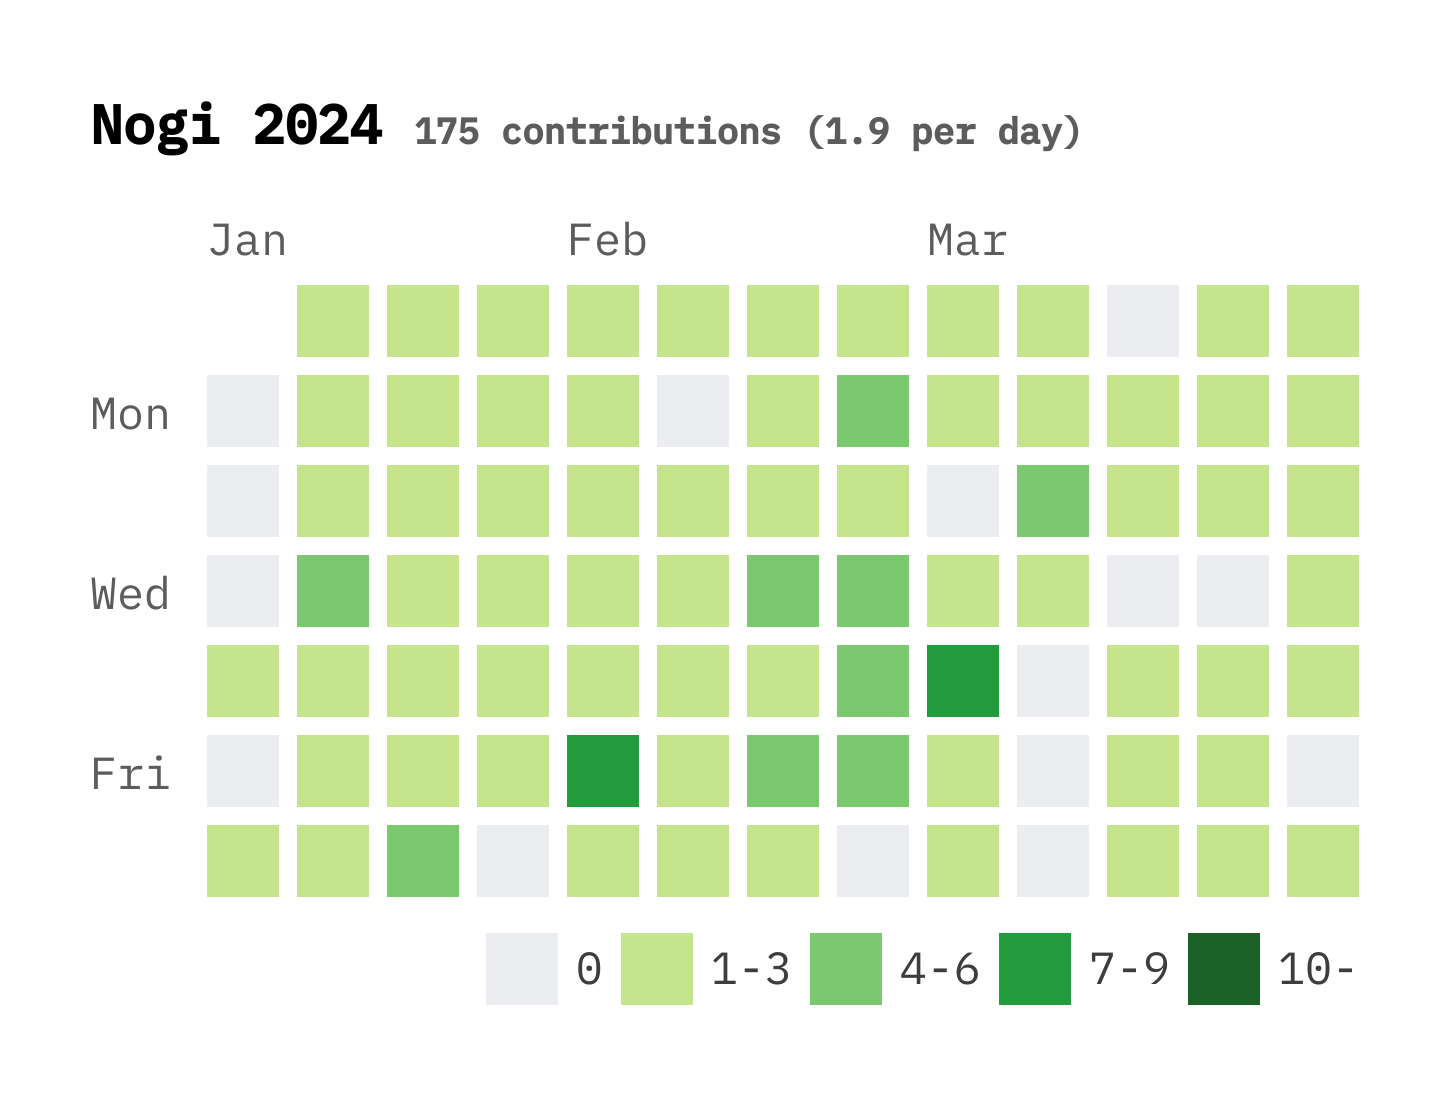 Nogi 2024 175 contributions (1.9 per day)
Jan Feb Mar
Mon
Wed
Fri
0 1-3 4-6 7-9 10-